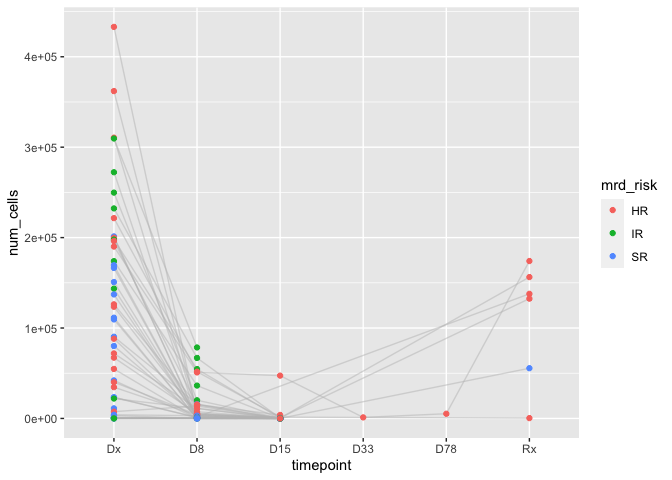 4e+05
3e+05
2e+05
1e+05
0e+00
num_cells
Dx D8 D15 D33 D78 Rx
timepoint
mrd_risk
HR
IR
SR